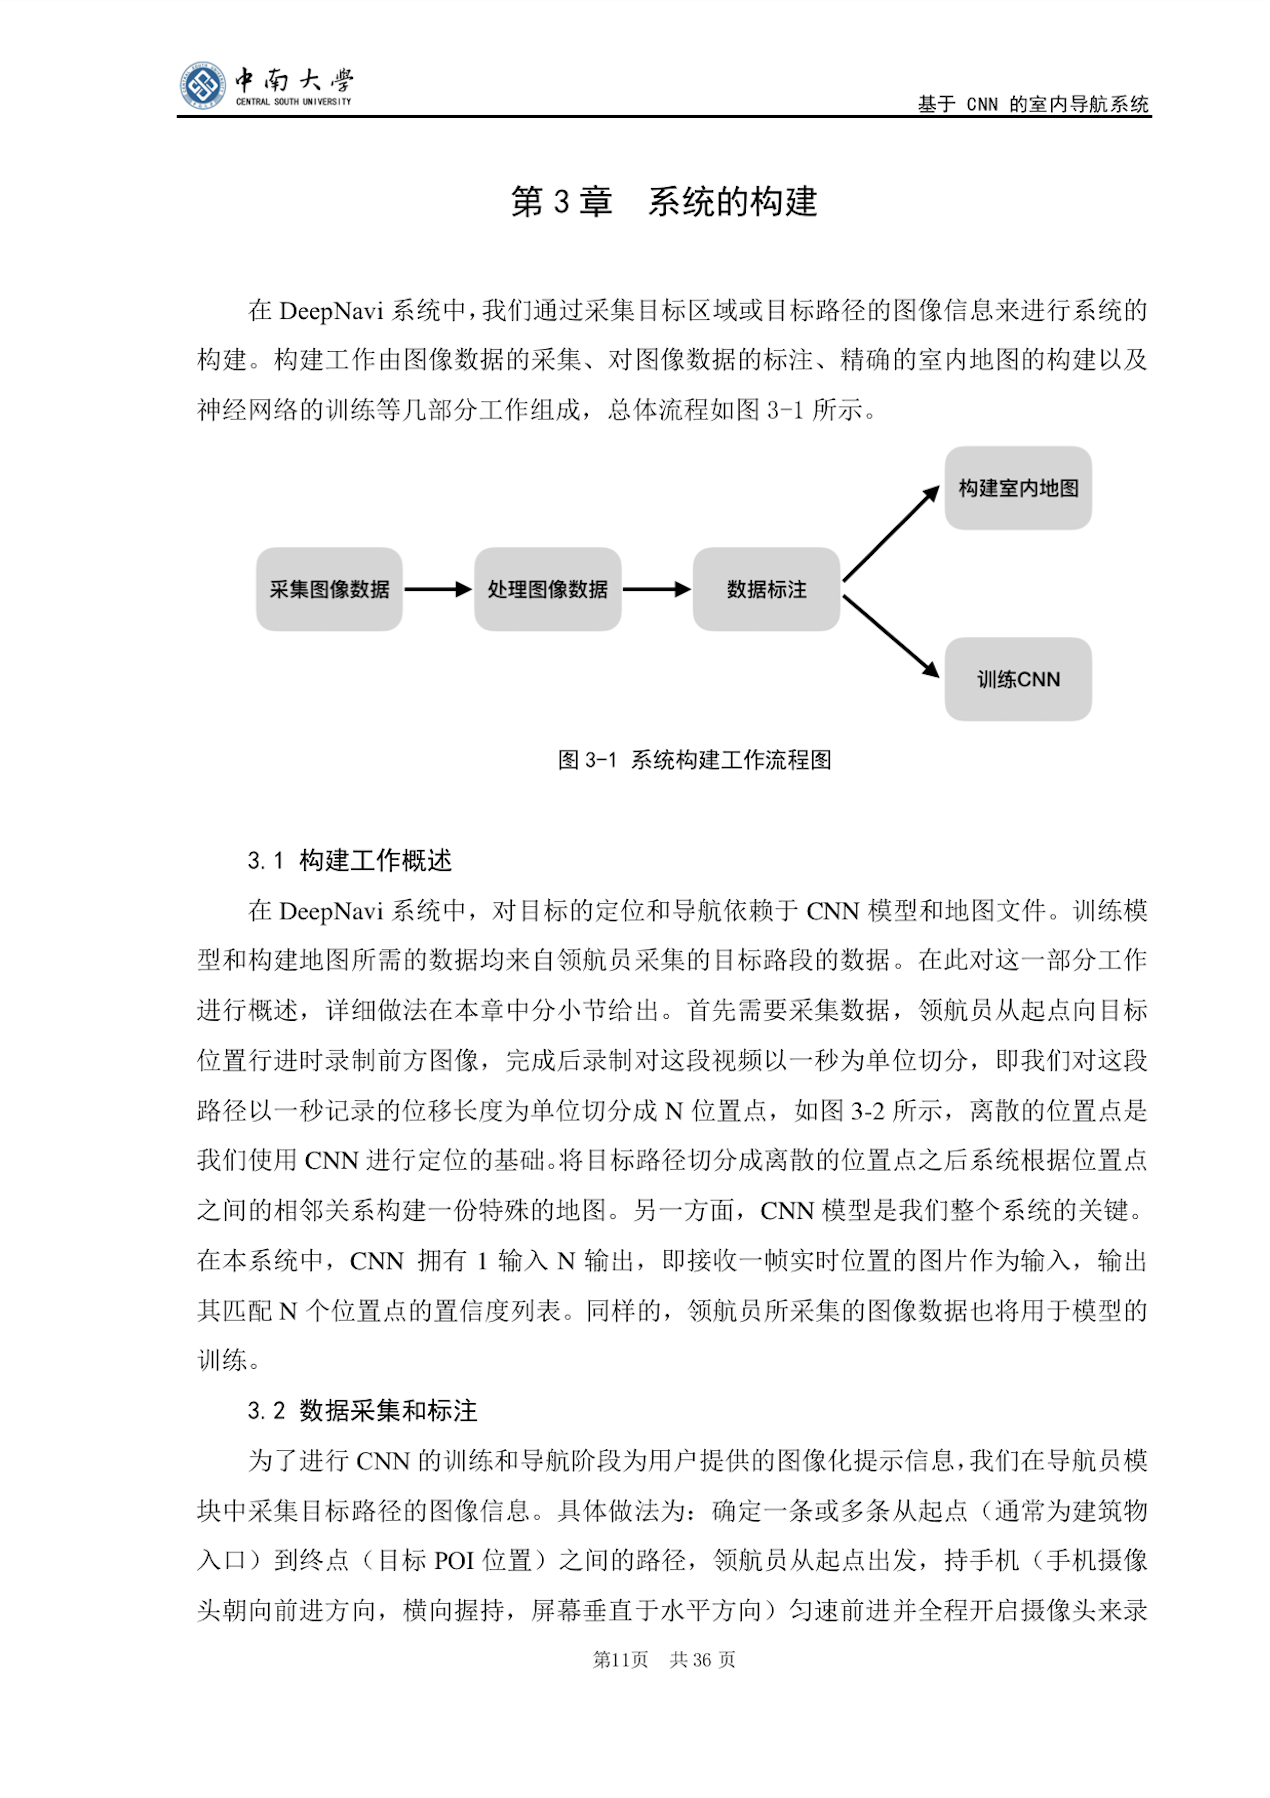 中南大学
CENTRAL SOUTH UNIVERSITY
基于 CNN 的室内导航系统
第 3 章　系统的构建
在 DeepNavi 系统中，我们通过采集目标区域或目标路径的图像信息来进行系统的
构建。构建工作由图像数据的采集、对图像数据的标注、精确的室内地图的构建以及
神经网络的训练等几部分工作组成，总体流程如图 3-1 所示。
构建室内地图
采集图像数据
处理图像数据
数据标注
训练CNN
图 3-1 系统构建工作流程图
3.1 构建工作概述
在 DeepNavi 系统中，对目标的定位和导航依赖于 CNN 模型和地图文件。训练模
型和构建地图所需的数据均来自领航员采集的目标路段的数据。在此对这一部分工作
进行概述，详细做法在本章中分小节给出。首先需要采集数据，领航员从起点向目标
位置行进时录制前方图像，完成后录制对这段视频以一秒为单位切分，即我们对这段
路径以一秒记录的位移长度为单位切分成 N 位置点，如图 3-2 所示，离散的位置点是
我们使用 CNN 进行定位的基础。将目标路径切分成离散的位置点之后系统根据位置点
之间的相邻关系构建一份特殊的地图。另一方面，CNN 模型是我们整个系统的关键。
在本系统中，CNN 拥有 1 输入 N 输出，即接收一帧实时位置的图片作为输入，输出
其匹配 N 个位置点的置信度列表。同样的，领航员所采集的图像数据也将用于模型的
训练。
3.2 数据采集和标注
为了进行 CNN 的训练和导航阶段为用户提供的图像化提示信息，我们在导航员模
块中采集目标路径的图像信息。具体做法为：确定一条或多条从起点（通常为建筑物
入口）到终点（目标 POI 位置）之间的路径，领航员从起点出发，持手机（手机摄像
头朝向前进方向，横向握持，屏幕垂直于水平方向）匀速前进并全程开启摄像头来录
第11页　共 36 页